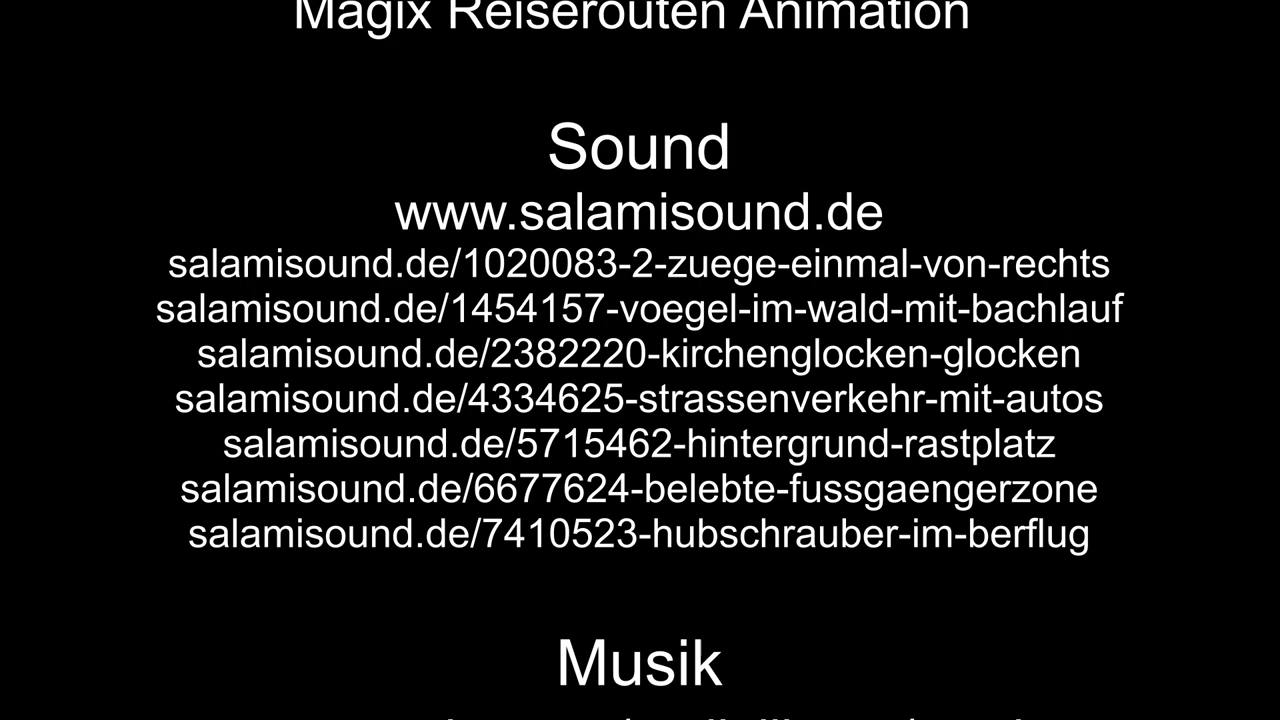 Magix Reiserouten Animation
Sound
www.salamisound.de
salamisound.de/1020083-2-zuege-einmal-von-rechts
salamisound.de/1454157-voegel-im-wald-mit-bachlauf
salamisound.de/2382220-kirchenglocken-glocken
salamisound.de/4334625-strassenverkehr-mit-autos
salamisound.de/5715462-hintergrund-rastplatz
salamisound.de/6677624-belebte-fussgaengerzone
salamisound.de/7410523-hubschrauber-im-berflug
Musik